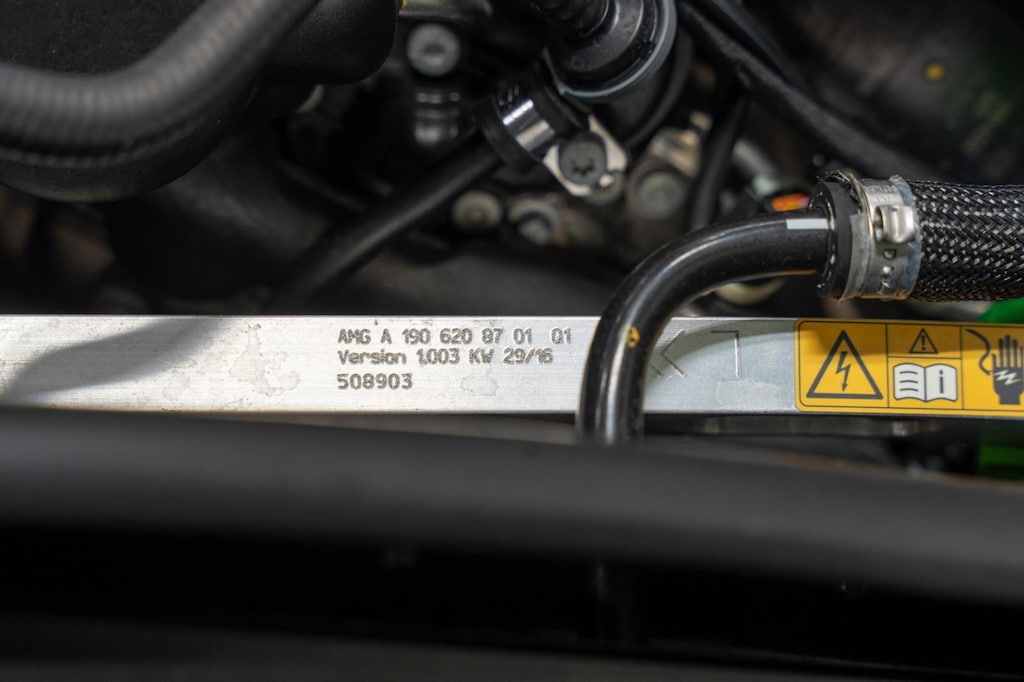 AMG A 190 620 87 01 Q1
Version 1,003 KW 29/16
508903